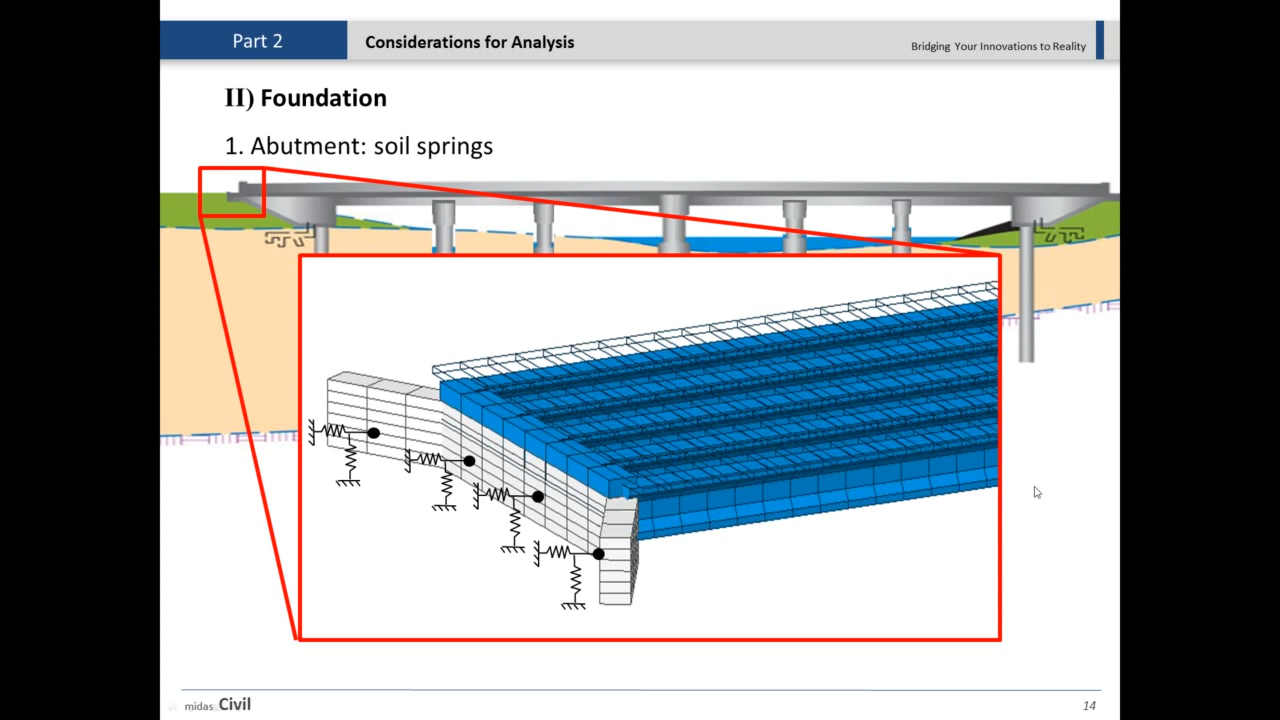 Part 2
Considerations for Analysis
Bridging Your Innovations to Reality
II) Foundation
1. Abutment: soil springs
midas Civil
14